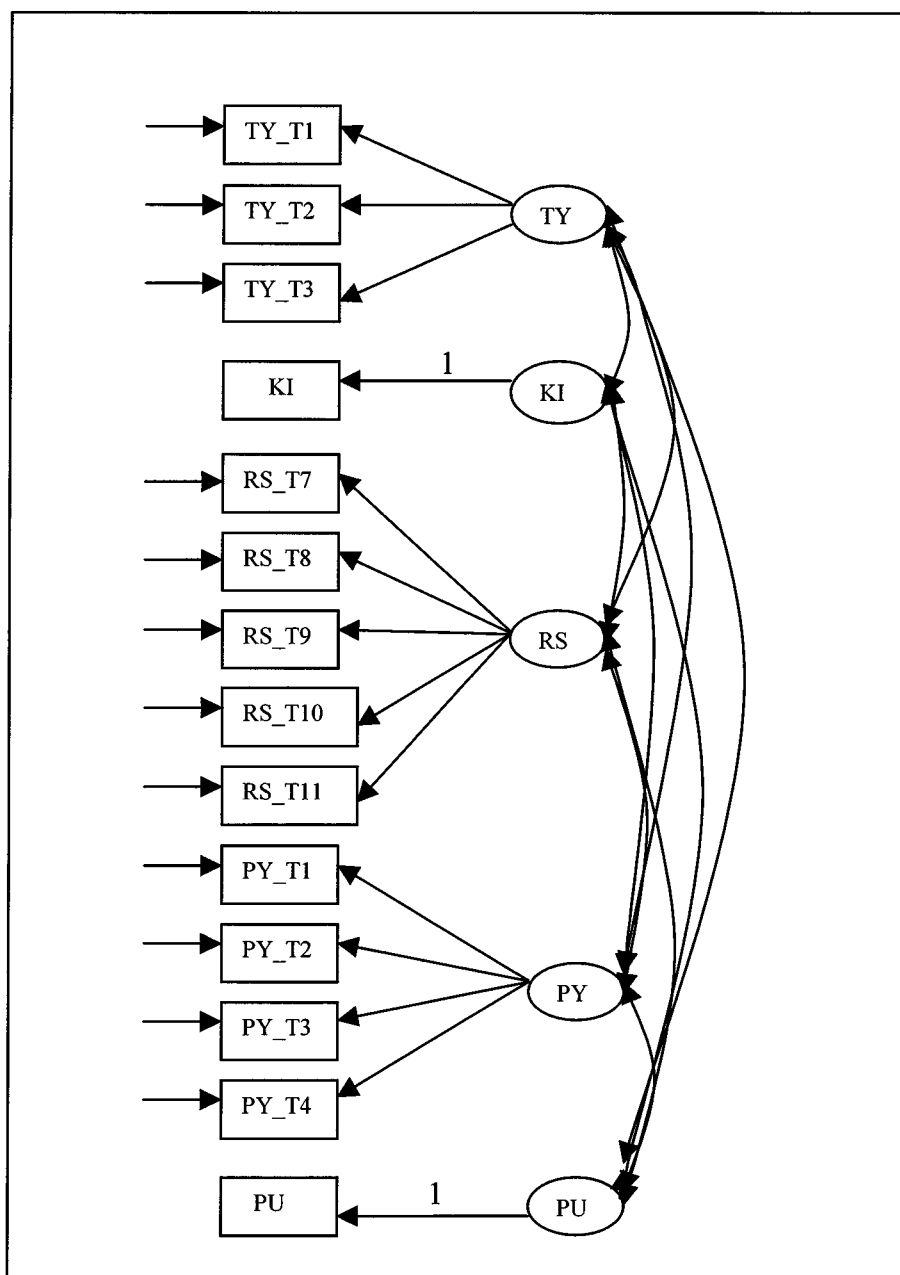 TY_T1
TY_T2
TY
TY_T3
1
KI
KI
RS_T7
RS_T8
RS_T9
RS
RS_T10
RS_T11
PY_T1
PY_T2
PY
PY_T3
PY_T4
1
PU
PU